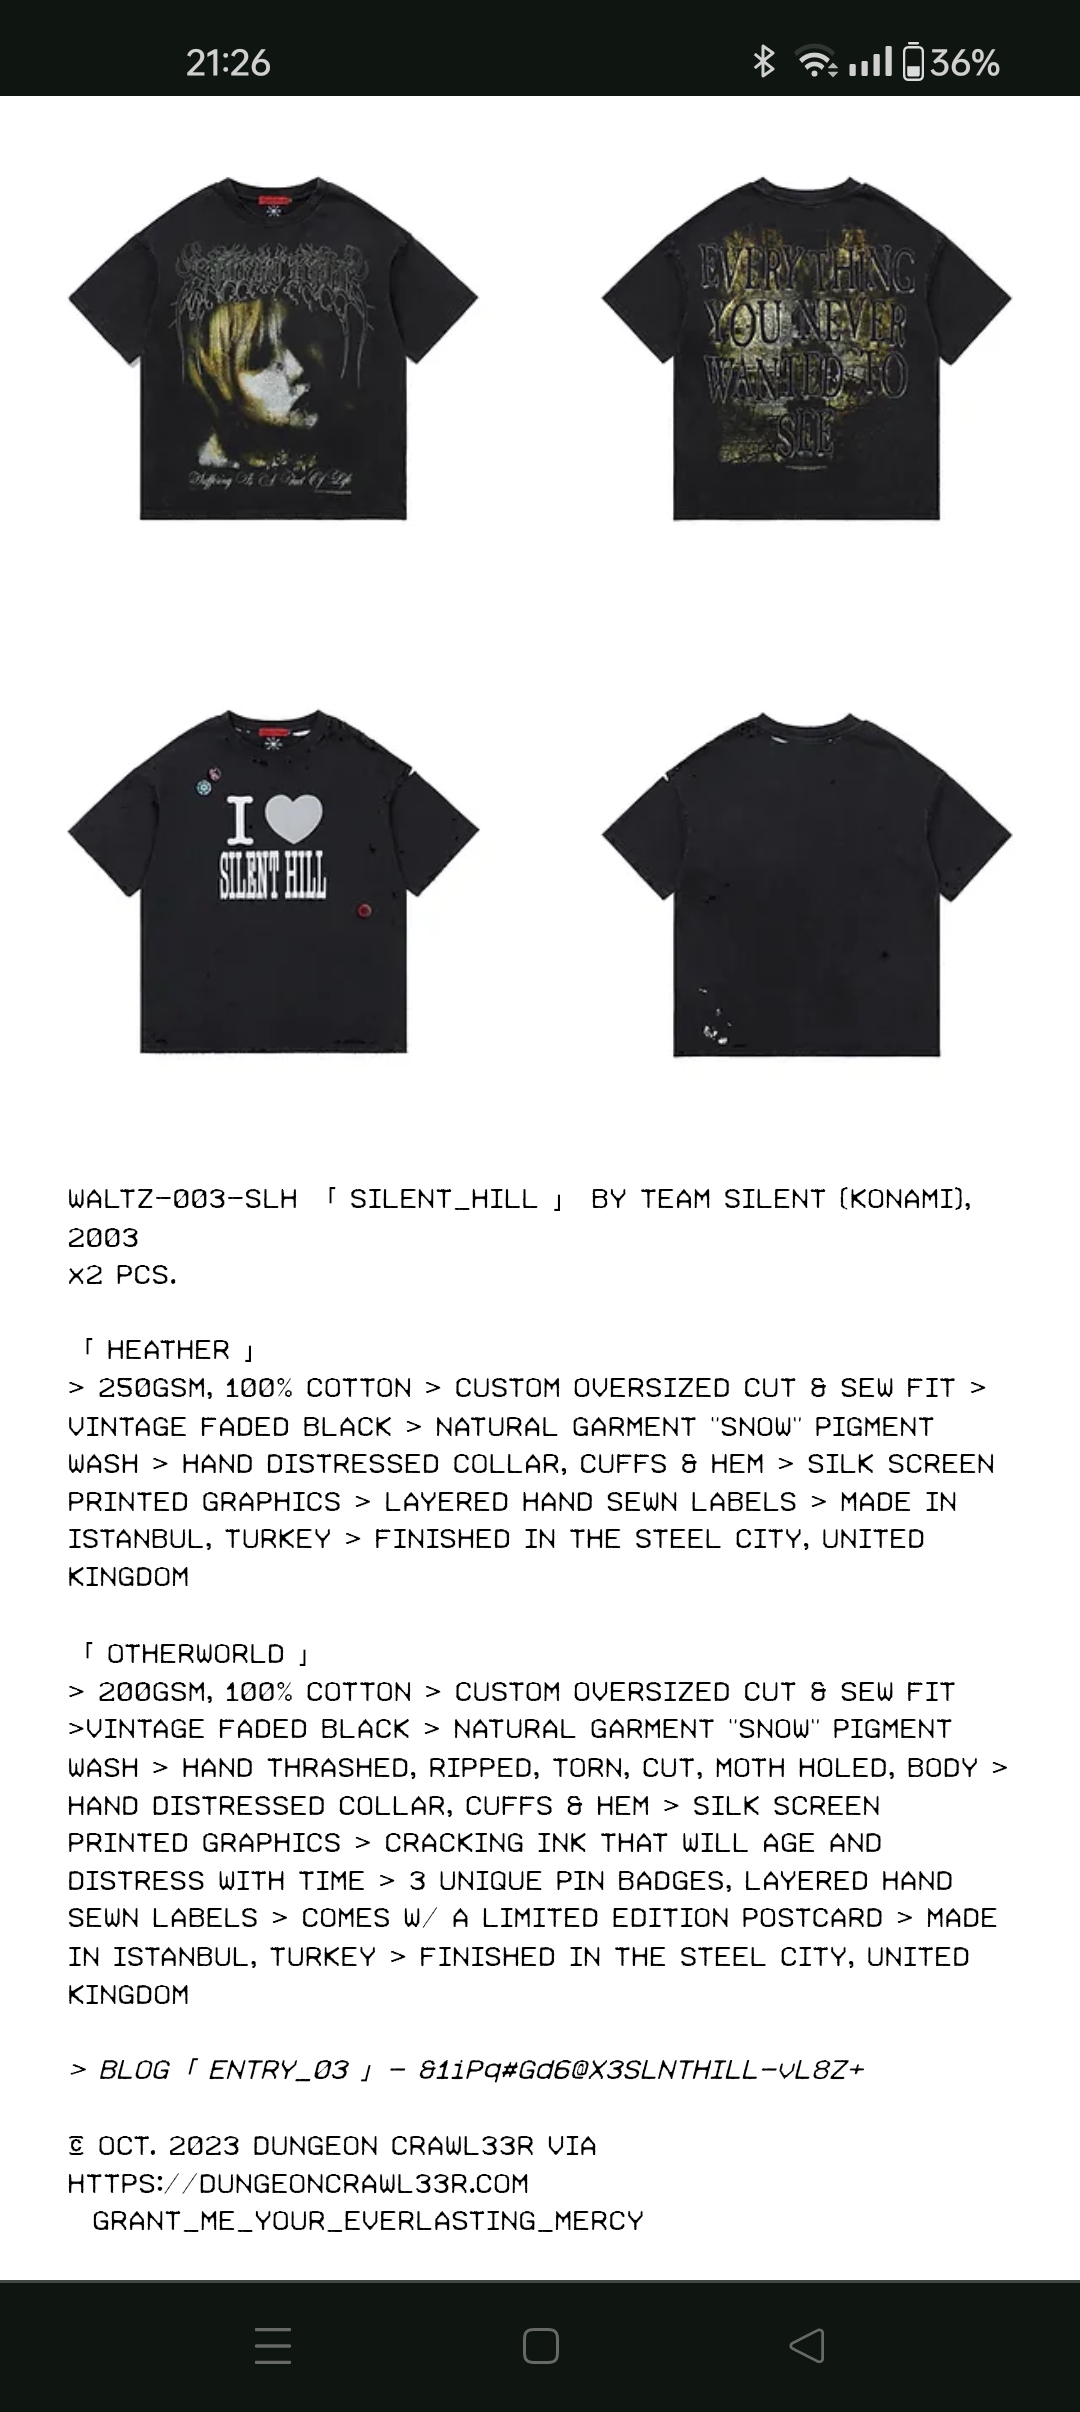 21:26
36%
EVERYTHING
YOU NEVER
WANTED TO
SEE
Suffering As A Part Of Life
I
SILENT HILL
WALTZ-003-SLH 「 SILENT_HILL 」 BY TEAM SILENT (KONAMI),
2003
x2 PCS.
「 HEATHER 」
> 250GSM, 100% COTTON > CUSTOM OVERSIZED CUT & SEW FIT >
VINTAGE FADED BLACK > NATURAL GARMENT "SNOW" PIGMENT
WASH > HAND DISTRESSED COLLAR, CUFFS & HEM > SILK SCREEN
PRINTED GRAPHICS > LAYERED HAND SEWN LABELS > MADE IN
ISTANBUL, TURKEY > FINISHED IN THE STEEL CITY, UNITED
KINGDOM
「 OTHERWORLD 」
> 200GSM, 100% COTTON > CUSTOM OVERSIZED CUT & SEW FIT
>VINTAGE FADED BLACK > NATURAL GARMENT "SNOW" PIGMENT
WASH > HAND THRASHED, RIPPED, TORN, CUT, MOTH HOLED, BODY >
HAND DISTRESSED COLLAR, CUFFS & HEM > SILK SCREEN
PRINTED GRAPHICS > CRACKING INK THAT WILL AGE AND
DISTRESS WITH TIME > 3 UNIQUE PIN BADGES, LAYERED HAND
SEWN LABELS > COMES W/ A LIMITED EDITION POSTCARD > MADE
IN ISTANBUL, TURKEY > FINISHED IN THE STEEL CITY, UNITED
KINGDOM
> BLOG 「 ENTRY_03 」 - &1iPq#Gd6@X3SLNTHILL-vL8Z+
© OCT. 2023 DUNGEON CRAWL33R VIA
HTTPS://DUNGEONCRAWL33R.COM
GRANT_ME_YOUR_EVERLASTING_MERCY